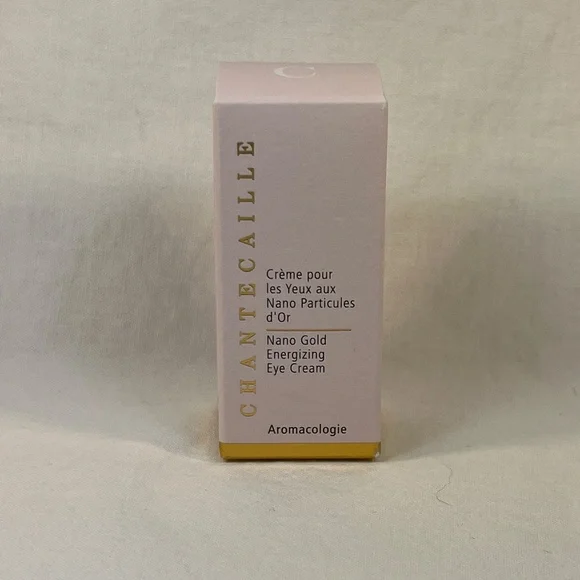 C
CHANTECAILLE
Crème pour
les Yeux aux
Nano Particules
d'Or
Nano Gold
Energizing
Eye Cream
Aromacologie